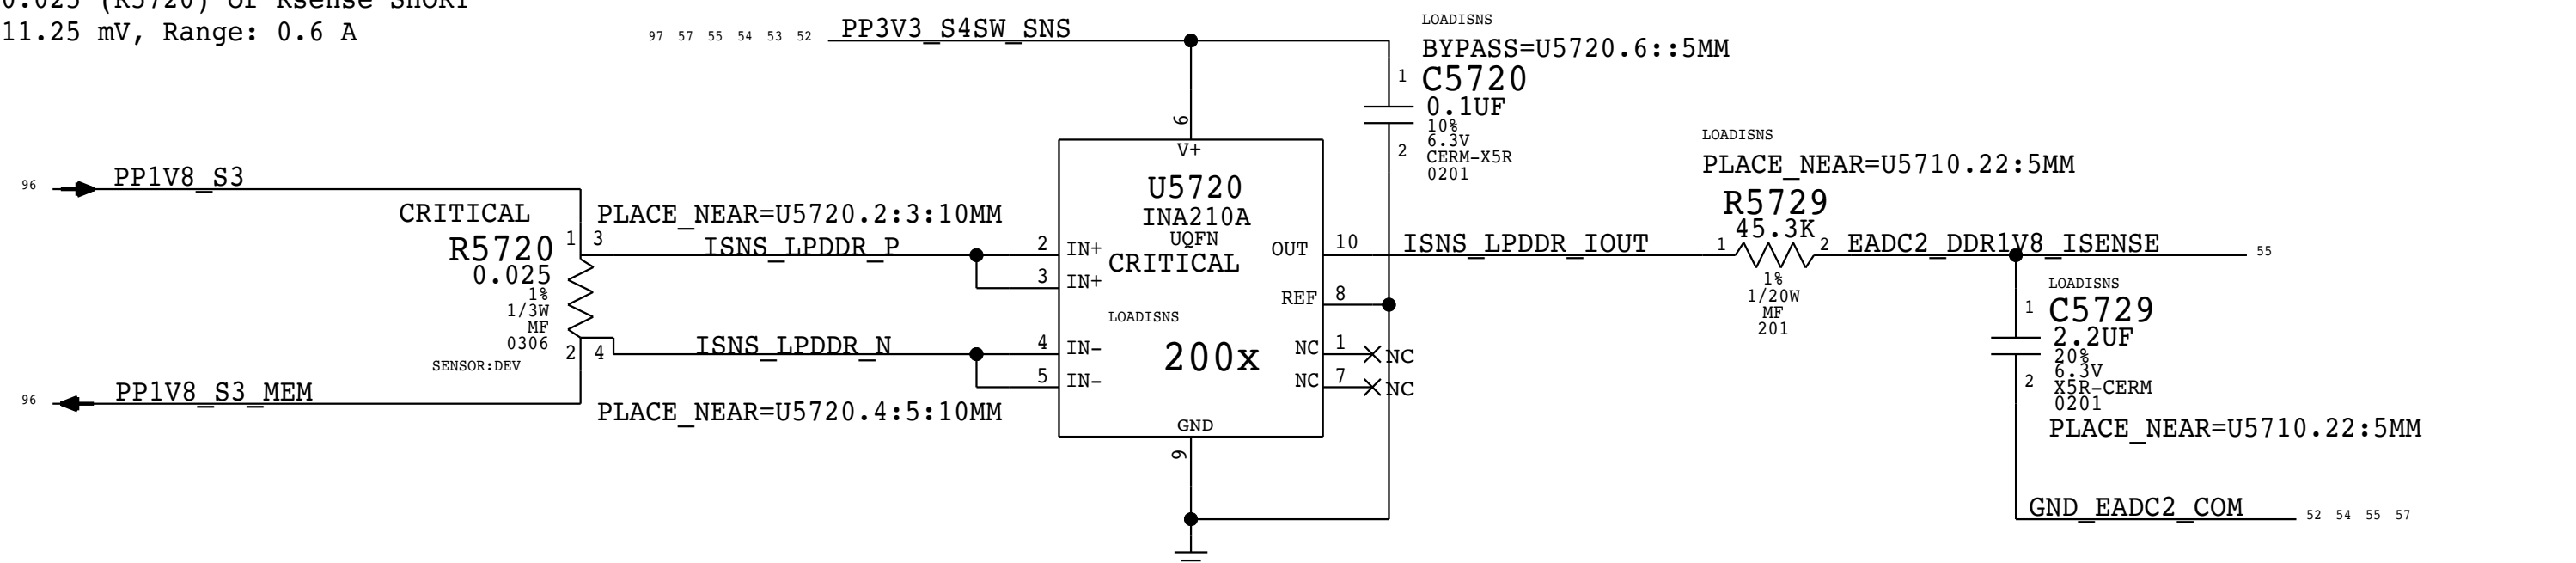 0.025 (R5720) or Rsense SHORT
11.25 mV, Range: 0.6 A
97 57 55 54 53 52
PP3V3_S4SW_SNS
LOADISNS
BYPASS=U5720.6::5MM
1
C5720
0.1UF
10%
6.3V
2
CERM-X5R
0201
6
V+
LOADISNS
PLACE_NEAR=U5710.22:5MM
96
PP1V8_S3
U5720
INA210A
UQFN
CRITICAL
R5729
45.3K
CRITICAL
PLACE_NEAR=U5720.2:3:10MM
1 3
R5720
0.025
1%
1/3W
MF
0306
2 4
SENSOR:DEV
ISNS_LPDDR_P
2 IN+
3 IN+
OUT 10
ISNS_LPDDR_IOUT
1 2
EADC2_DDR1V8_ISENSE
55
1%
1/20W
MF
201
REF 8
LOADISNS
LOADISNS
1
C5729
2.2UF
20%
6.3V
2
X5R-CERM
0201
PLACE_NEAR=U5710.22:5MM
ISNS_LPDDR_N
4 IN-
5 IN-
200x
NC 1 NC
NC 7 NC
96
PP1V8_S3_MEM
PLACE_NEAR=U5720.4:5:10MM
GND
9
GND_EADC2_COM
52 54 55 57